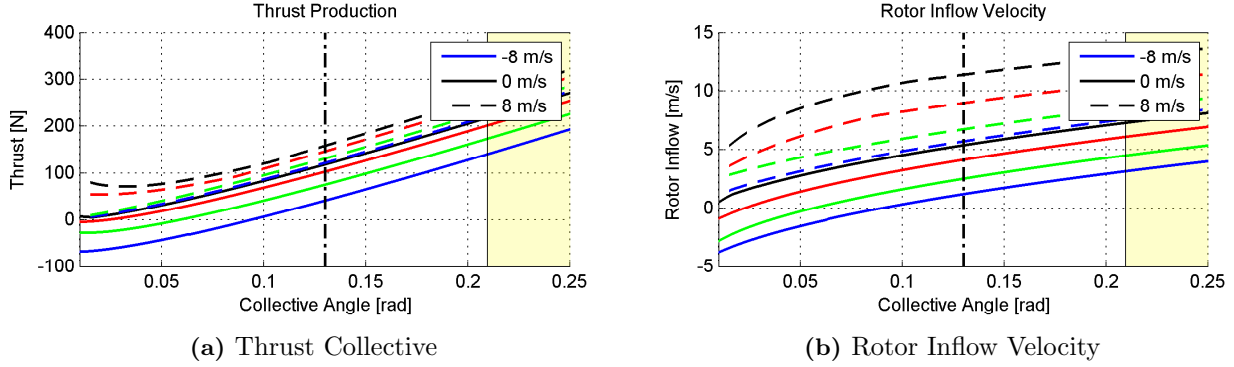 Thrust Production
400
300
200
100
0
-100
Thrust [N]
-8 m/s
0 m/s
8 m/s
0.05 0.1 0.15 0.2 0.25
Collective Angle [rad]
(a) Thrust Collective
Rotor Inflow Velocity
15
10
5
0
-5
Rotor Inflow [m/s]
-8 m/s
0 m/s
8 m/s
0.05 0.1 0.15 0.2 0.25
Collective Angle [rad]
(b) Rotor Inflow Velocity